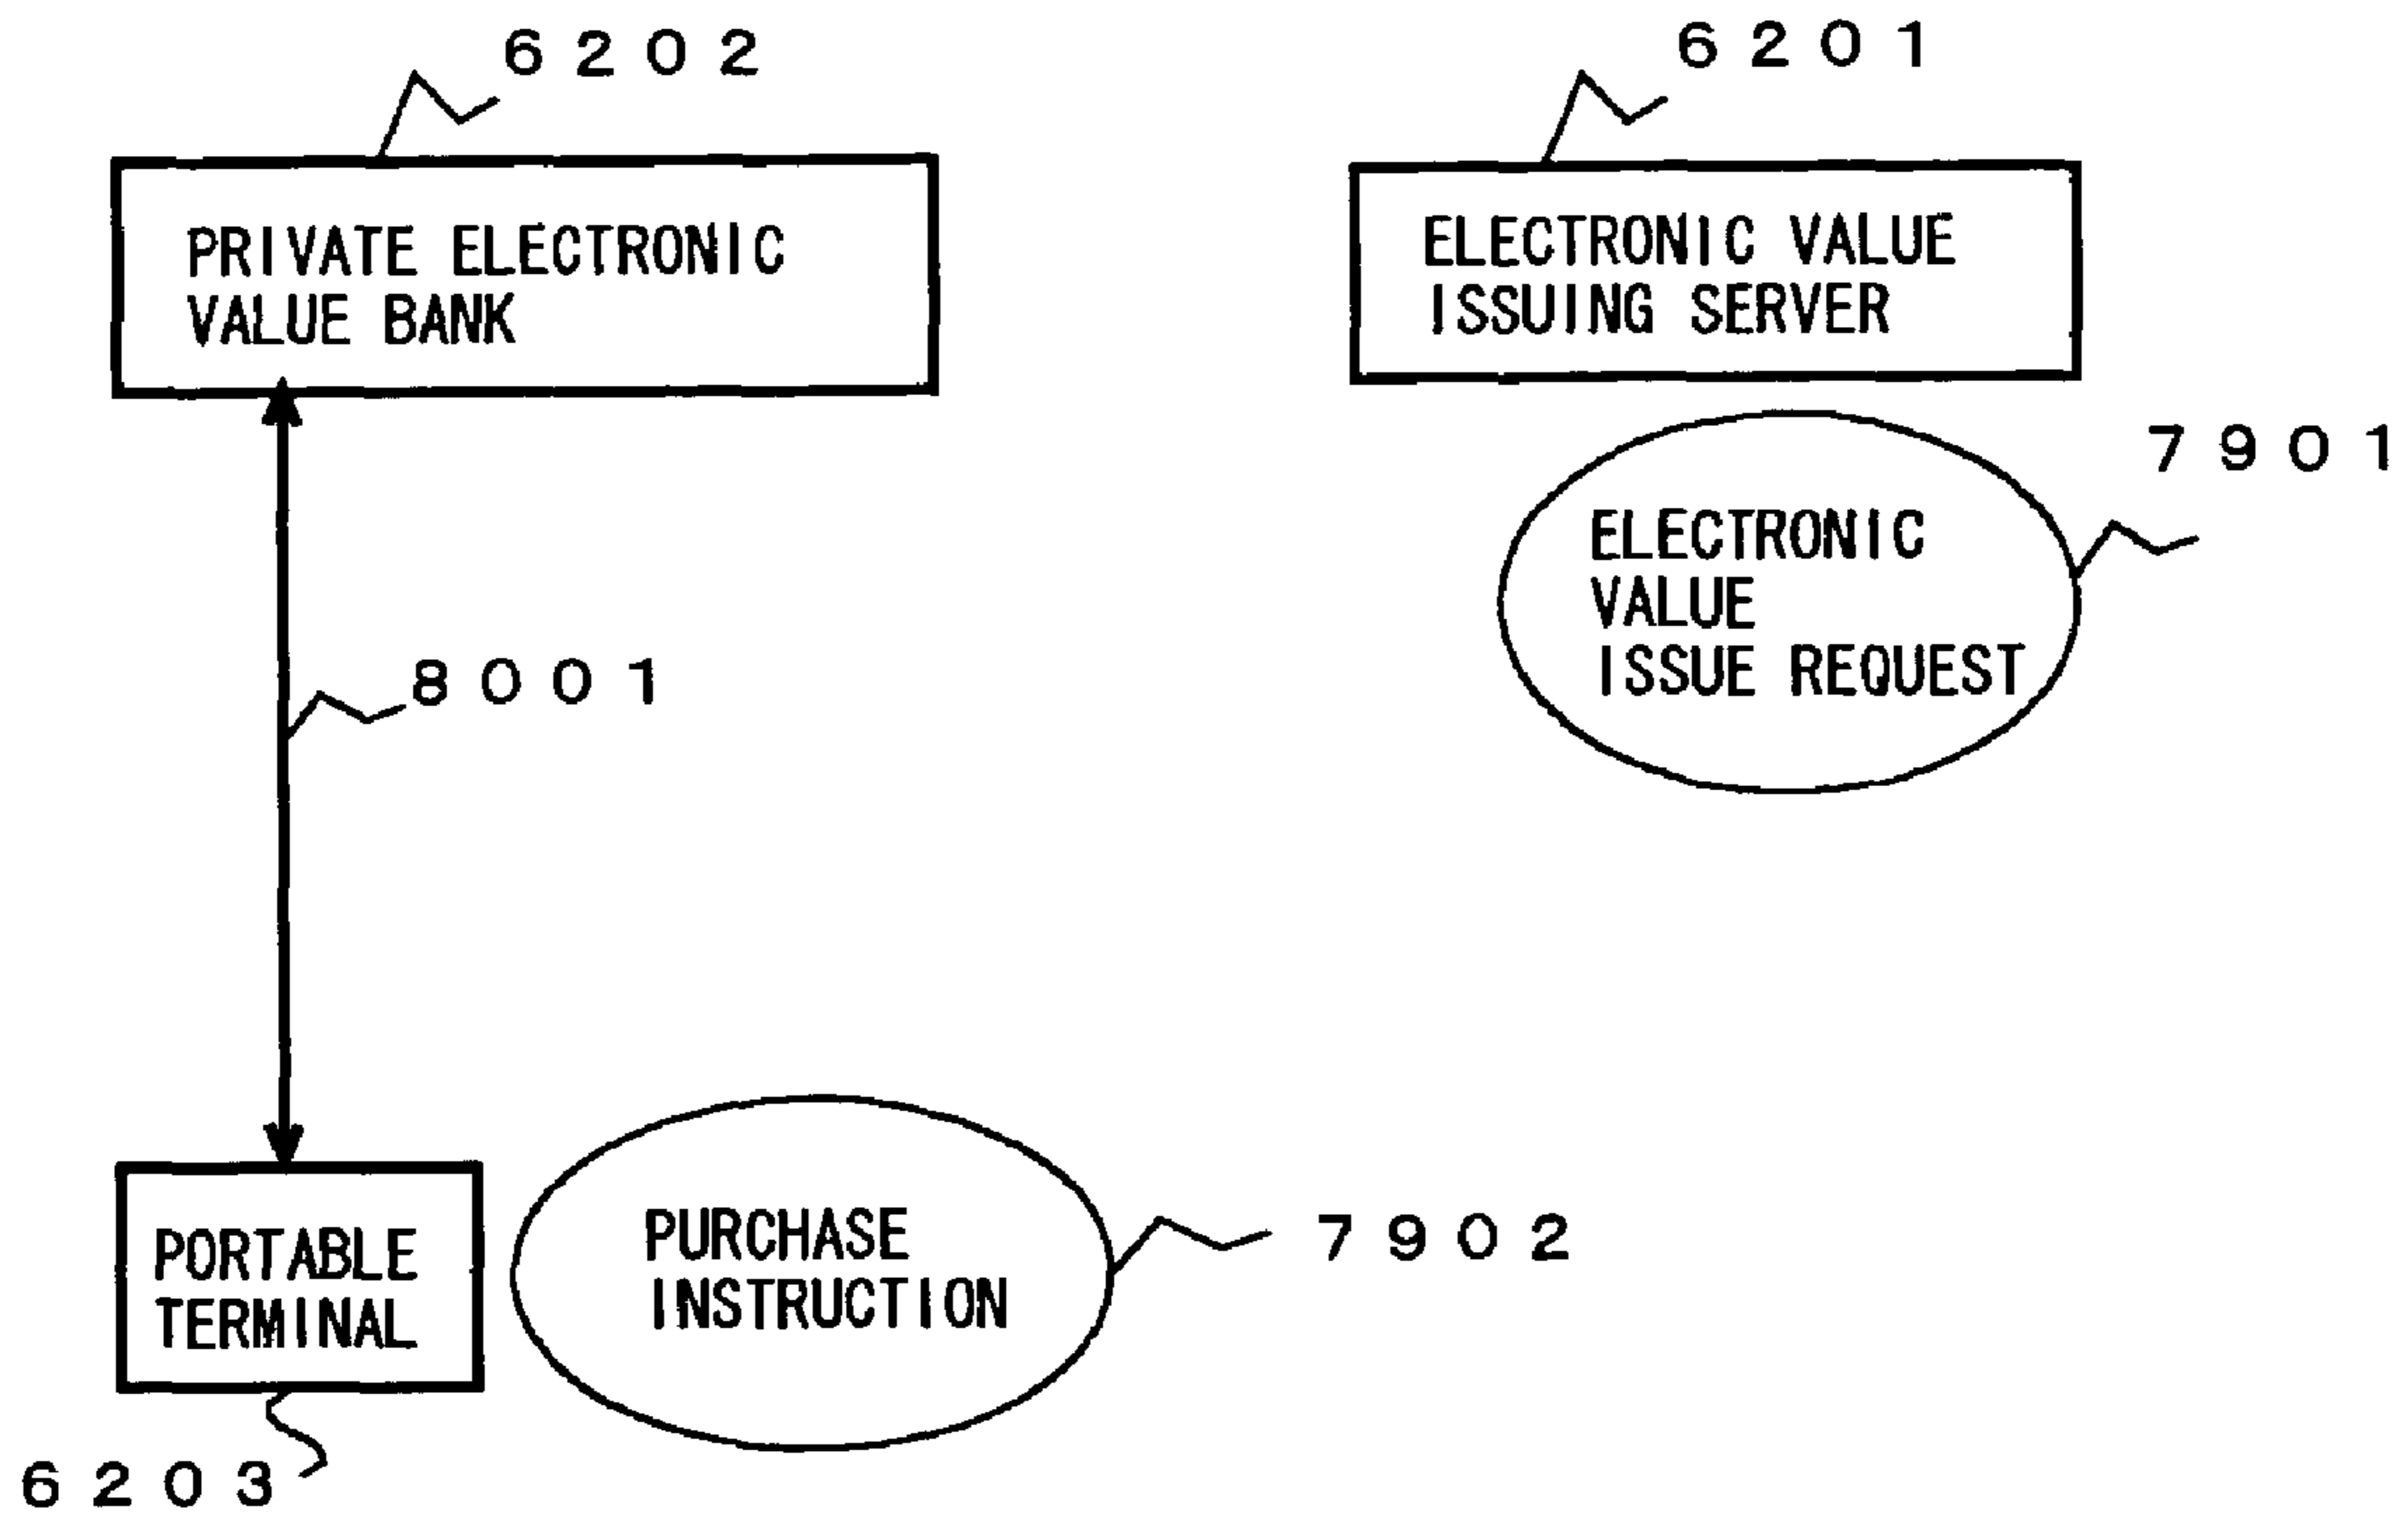 6202
6201
PRIVATE ELECTRONIC
VALUE BANK
ELECTRONIC VALUE
ISSUING SERVER
7901
ELECTRONIC
VALUE
ISSUE REQUEST
8001
PURCHASE
INSTRUCTION
7902
PORTABLE
TERMINAL
6203